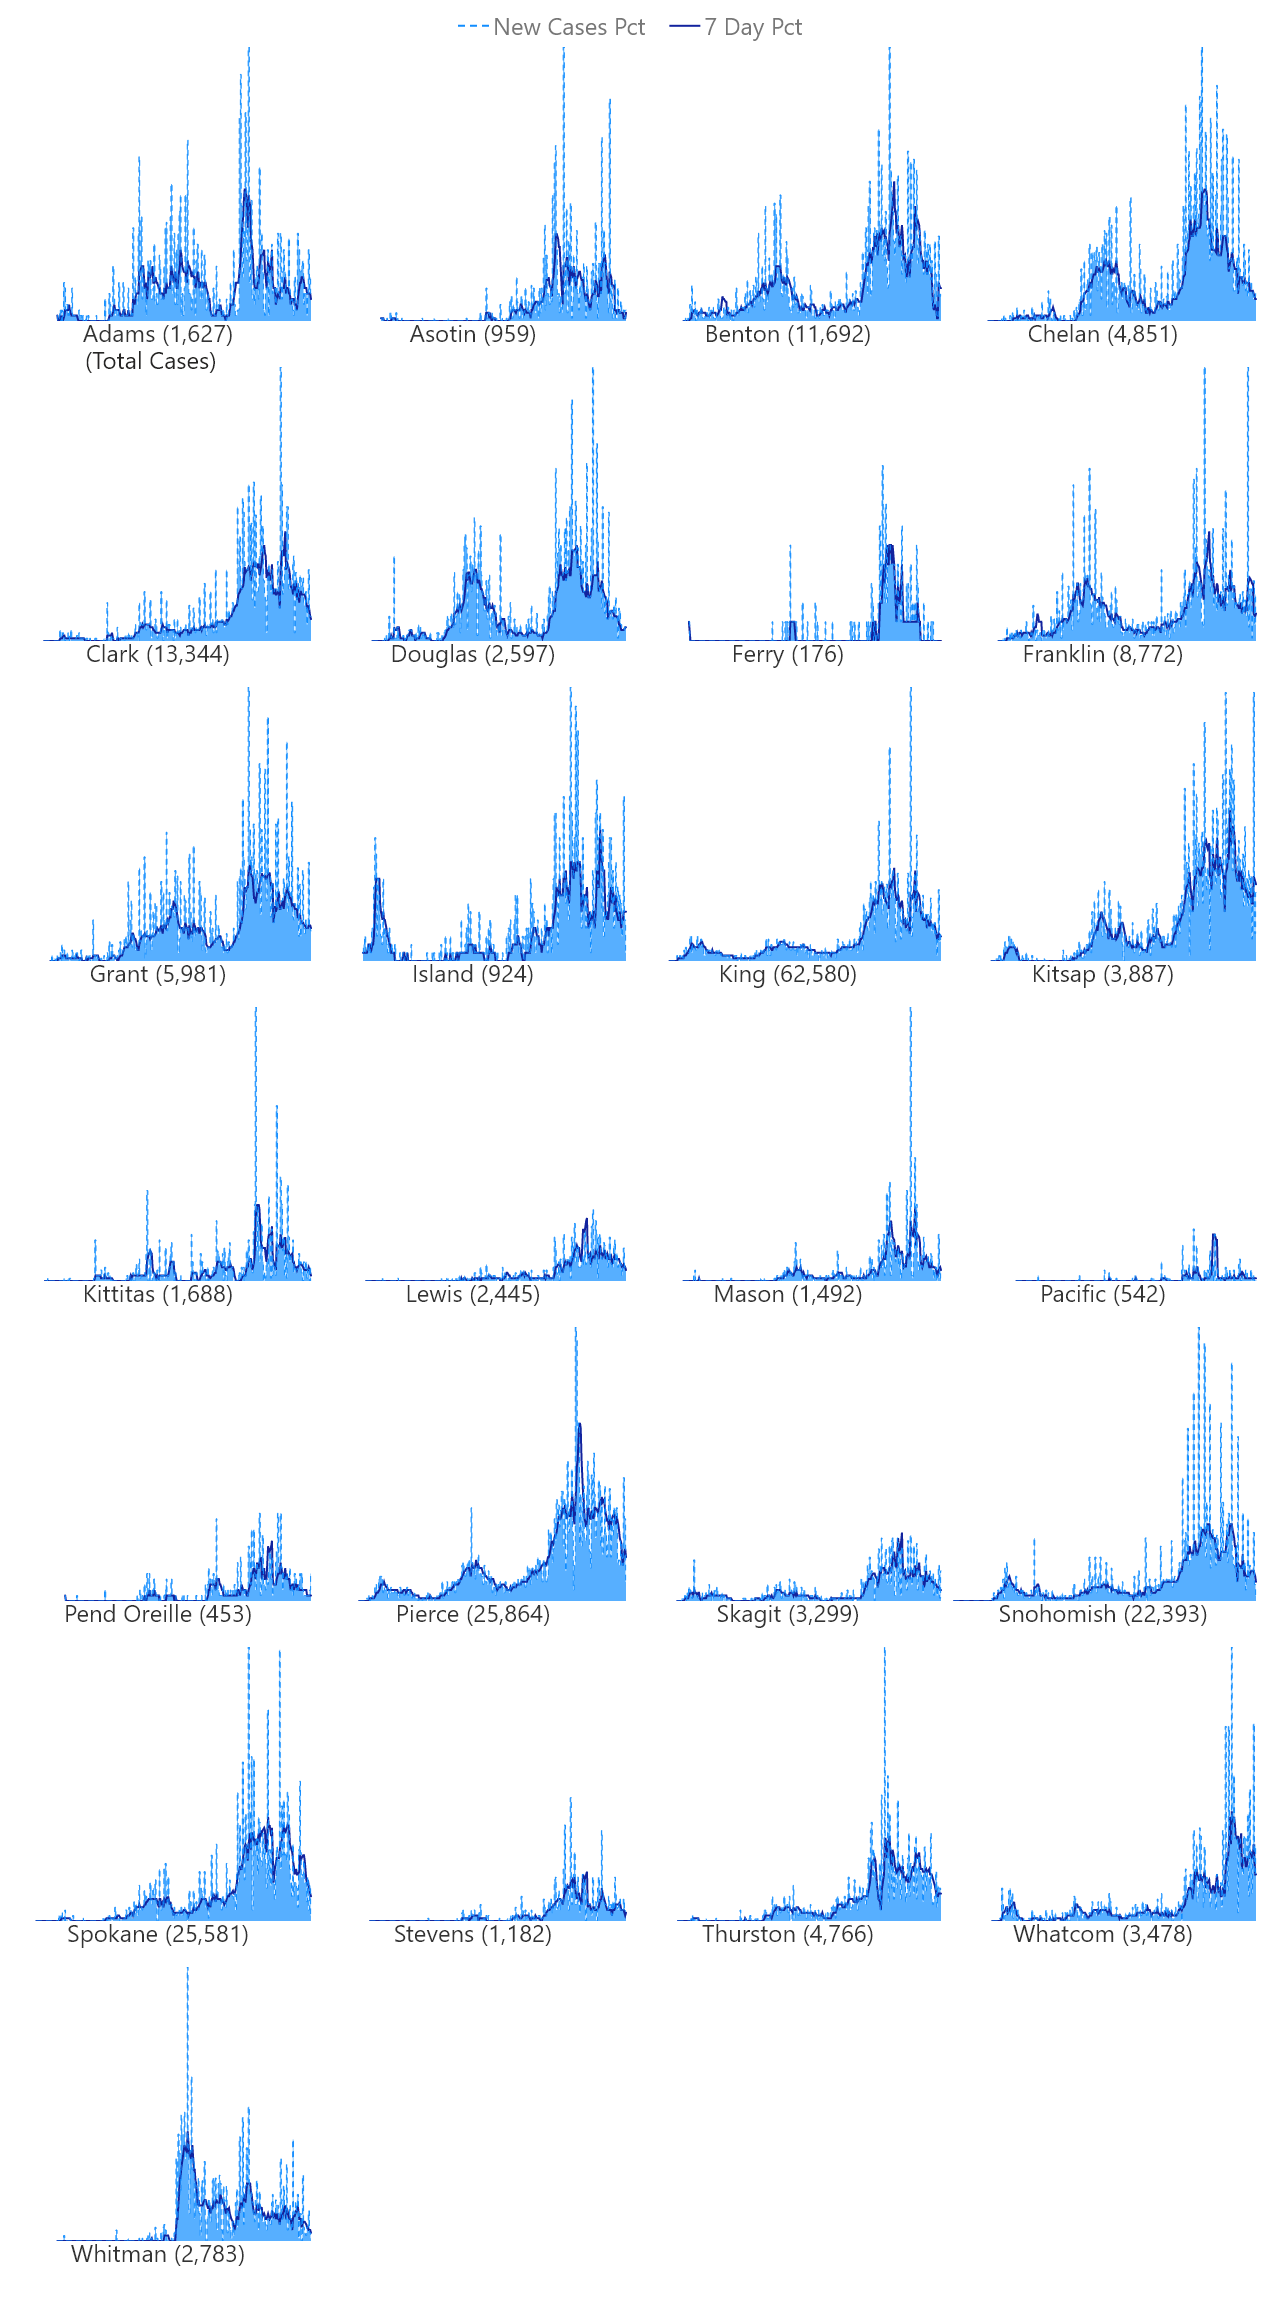 New Cases Pct 7 Day Pct
Adams (1,627) Asotin (959) Benton (11,692) Chelan (4,851)
(Total Cases)
Clark (13,344) Douglas (2,597) Ferry (176) Franklin (8,772)
Grant (5,981) Island (924) King (62,580) Kitsap (3,887)
Kittitas (1,688) Lewis (2,445) Mason (1,492) Pacific (542)
Pend Oreille (453) Pierce (25,864) Skagit (3,299) Snohomish (22,393)
Spokane (25,581) Stevens (1,182) Thurston (4,766) Whatcom (3,478)
Whitman (2,783)